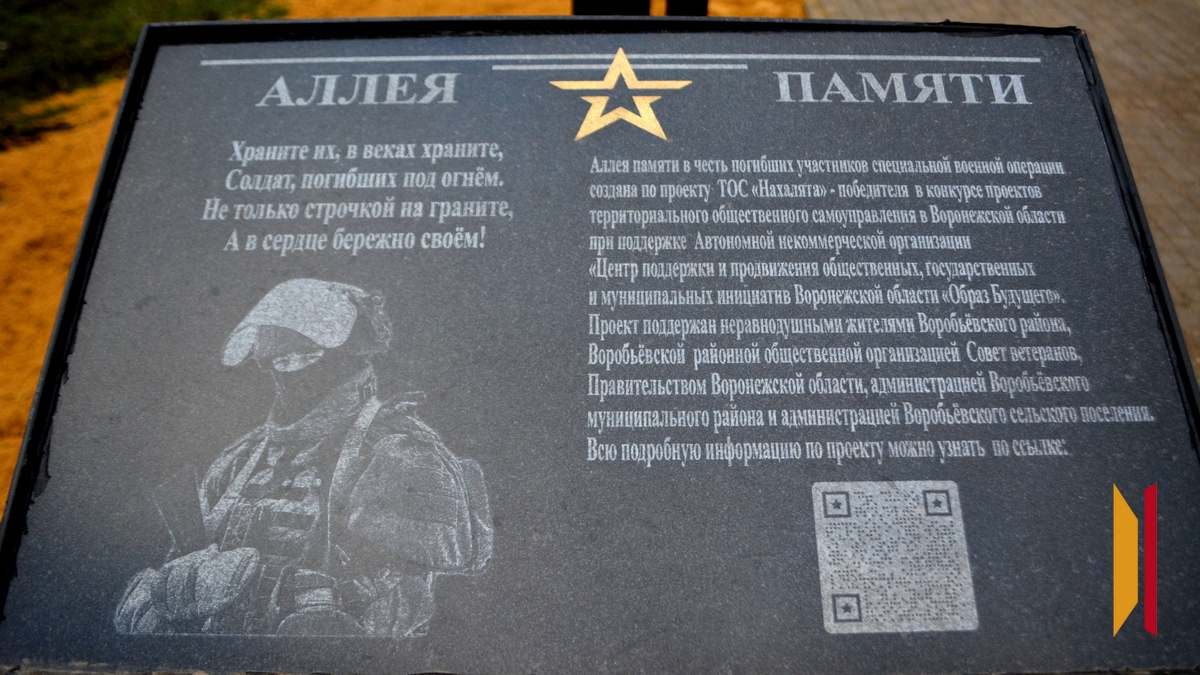 АЛЛЕЯ ПАМЯТИ
Храните их, в веках храните,
Солдат, погибших под огнём.
Не только строчкой на граните,
А в сердце бережно своём!
Аллея памяти в честь погибших участников специальной военной операции
создана по проекту ТОС «Нахалята» - победителя в конкурсе проектов
территориального общественного самоуправления в Воронежской области
при поддержке Автономной некоммерческой организации
«Центр поддержки и продвижения общественных, государственных
и муниципальных инициатив Воронежской области «Образ Будущего».
Проект поддержан неравнодушными жителями Воробьёвского района,
Воробьёвской районной общественной организацией Совет ветеранов,
Правительством Воронежской области, администрацией Воробьёвского
муниципального района и администрацией Воробьёвского сельского поселения.
Всю подробную информацию по проекту можно узнать по ссылке: